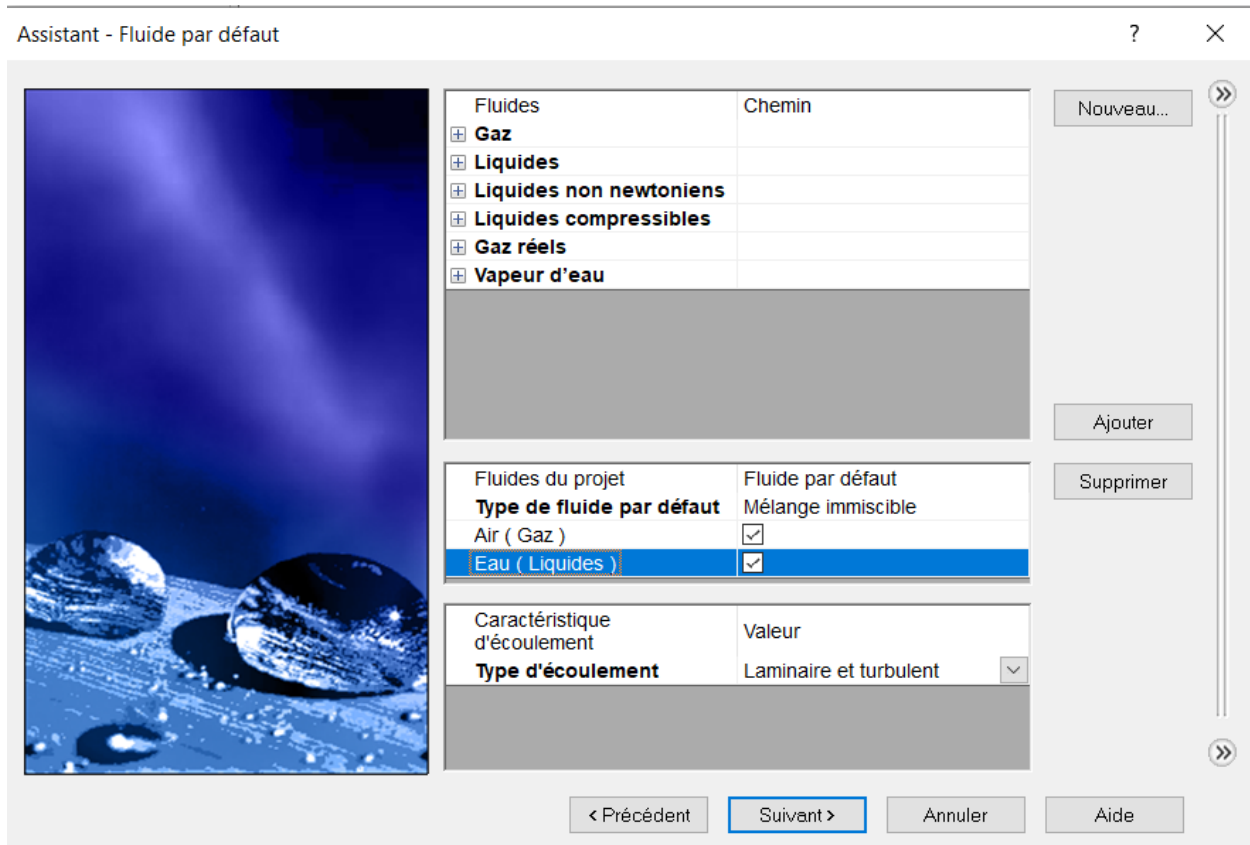 Assistant - Fluide par défaut ?
Fluides Chemin
Gaz
Liquides
Liquides non newtoniens
Liquides compressibles
Gaz réels
Vapeur d'eau
Nouveau...
Ajouter
Fluides du projet Fluide par défaut
Type de fluide par défaut Mélange immiscible
Air ( Gaz )
Eau ( Liquides )
Supprimer
Caractéristique
d'écoulement
Valeur
Type d'écoulement Laminaire et turbulent
< Précédent Suivant > Annuler Aide